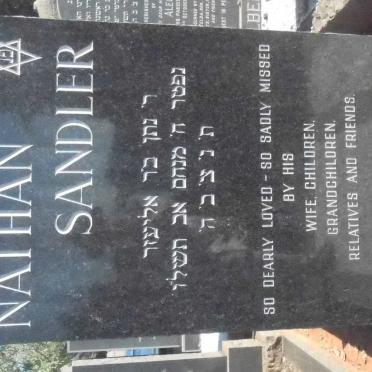 NATHAN
SANDLER
ר׳ נתן בר אליעזר
נפטר ה׳ מנחם אב תשל״ו
ת נ צ ב ה
SO DEARLY LOVED – SO SADLY MISSED
BY HIS
WIFE, CHILDREN,
GRANDCHILDREN,
RELATIVES AND FRIENDS.